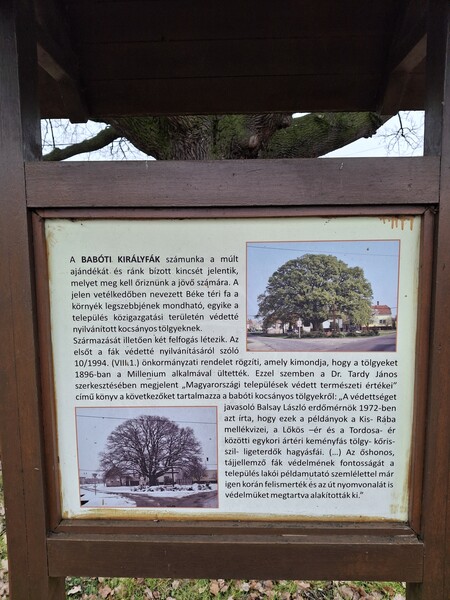 A BABÓTI KIRÁLYFÁK számunka a múlt
ajándékát és ránk bízott kincsét jelentik,
melyet meg kell őriznünk a jövő számára. A
jelen vetélkedőben nevezett Béke téri fa a
környék legszebbjének mondható, egyike a
település közigazgatási területén védetté
nyilvánított kocsányos tölgyeknek.
Származását illetően két felfogás létezik. Az
elsőt a fák védetté nyilvánításáról szóló
10/1994. (VIII.1.) önkormányzati rendelet rögzíti, amely kimondja, hogy a tölgyeket
1896-ban a Millenium alkalmával ültették. Ezzel szemben a Dr. Tardy János
szerkesztésében megjelent „Magyarországi települések védett természeti értékei”
című könyv a következőket tartalmazza a babóti kocsányos tölgyekről: „A védettséget
javasoló Balsay László erdőmérnök 1972-ben
azt írta, hogy ezek a példányok a Kis- Rába
mellékvizei, a Lőkös –ér és a Tordosa- ér
közötti egykori ártéri keményfás tölgy- kőris-
szil- ligeterdők hagyásfái. (...) Az őshonos,
tájjellemző fák védelmének fontosságát a
település lakói példamutató szemlélettel már
igen korán felismerték és az út nyomvonalát is
védelmüket megtartva alakították ki.”